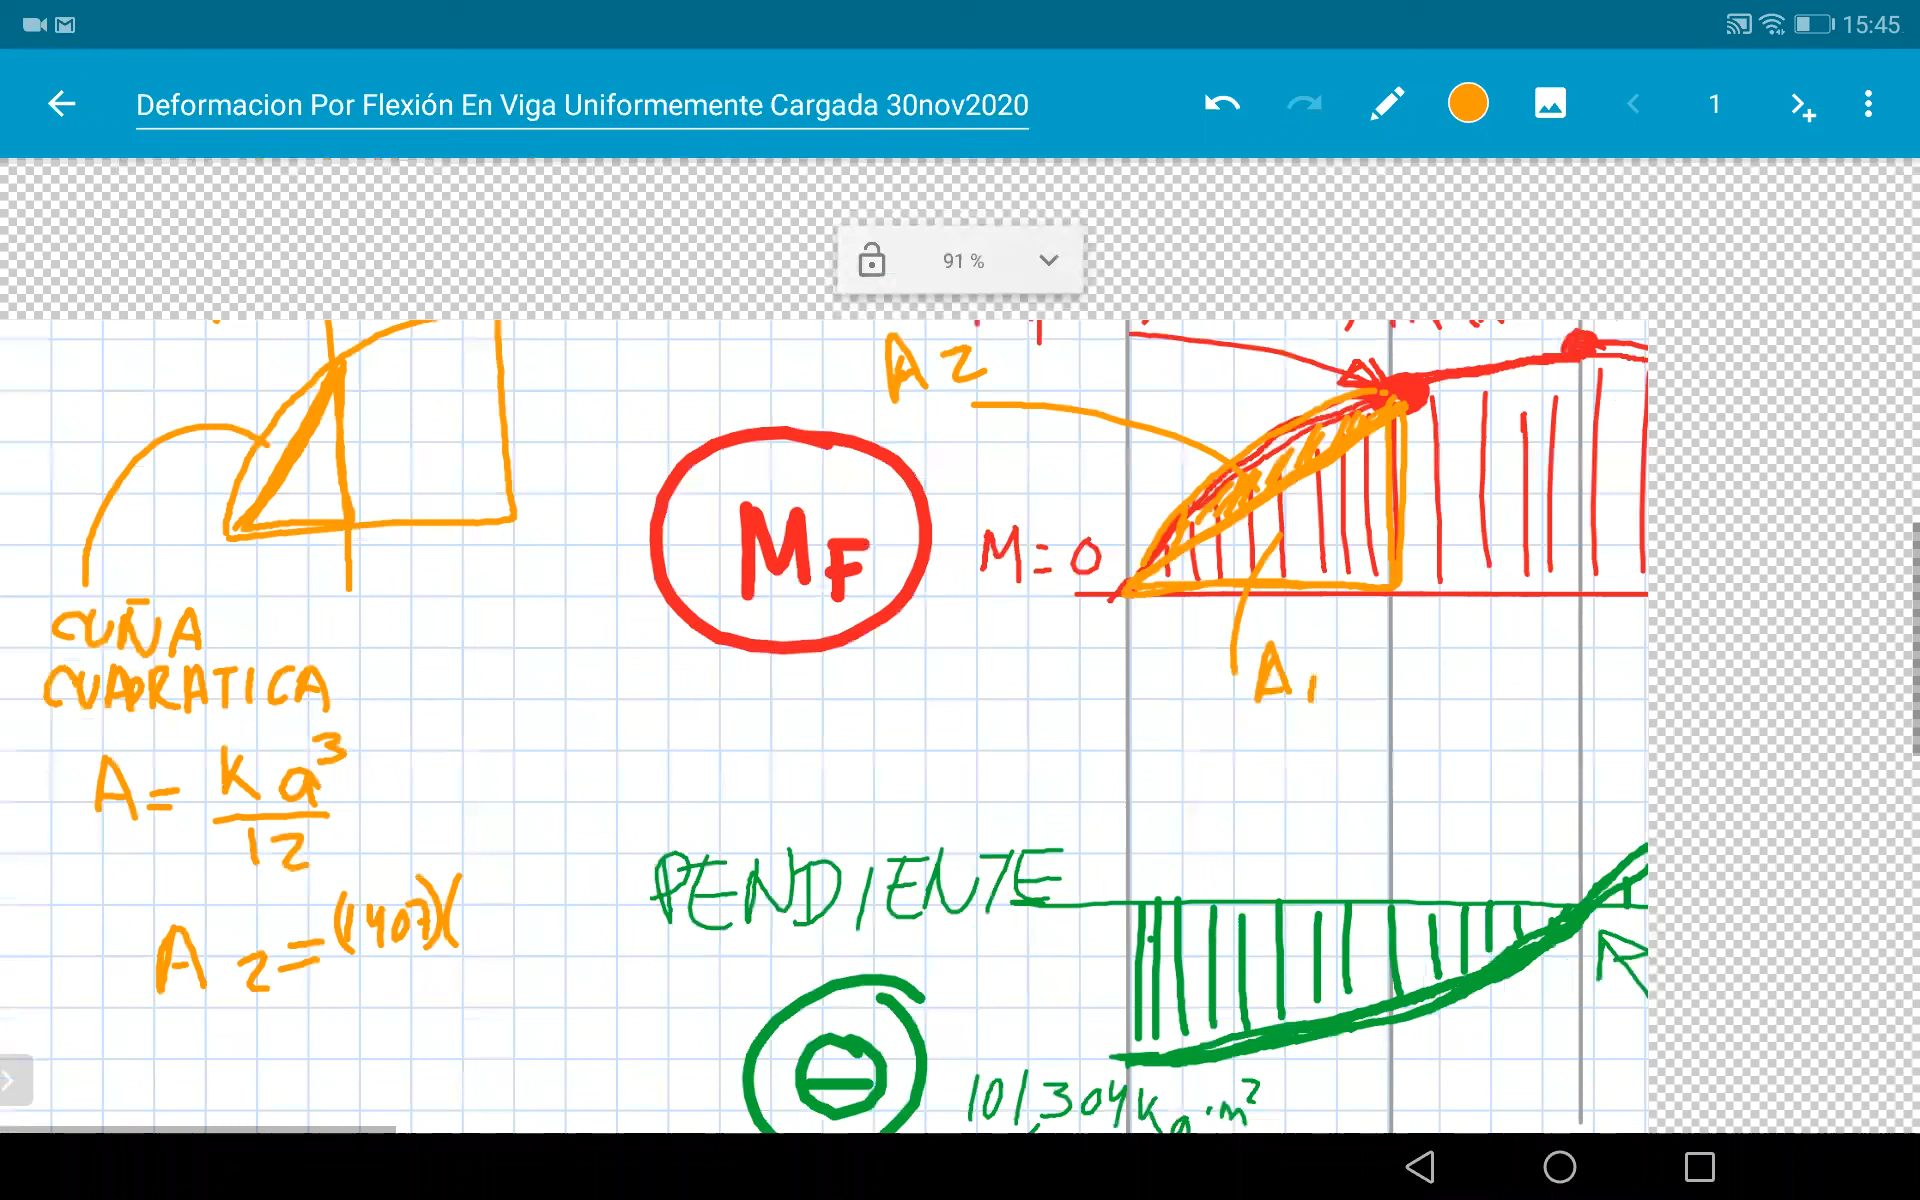 15:45
Deformacion Por Flexión En Viga Uniformemente Cargada 30nov2020
1
91 %
A2
MF
M=0
A1
CUÑA
CUADRATICA
A = ka³/12
A2 = (1407)(
PENDIENTE
θ
101,304 kg·m²